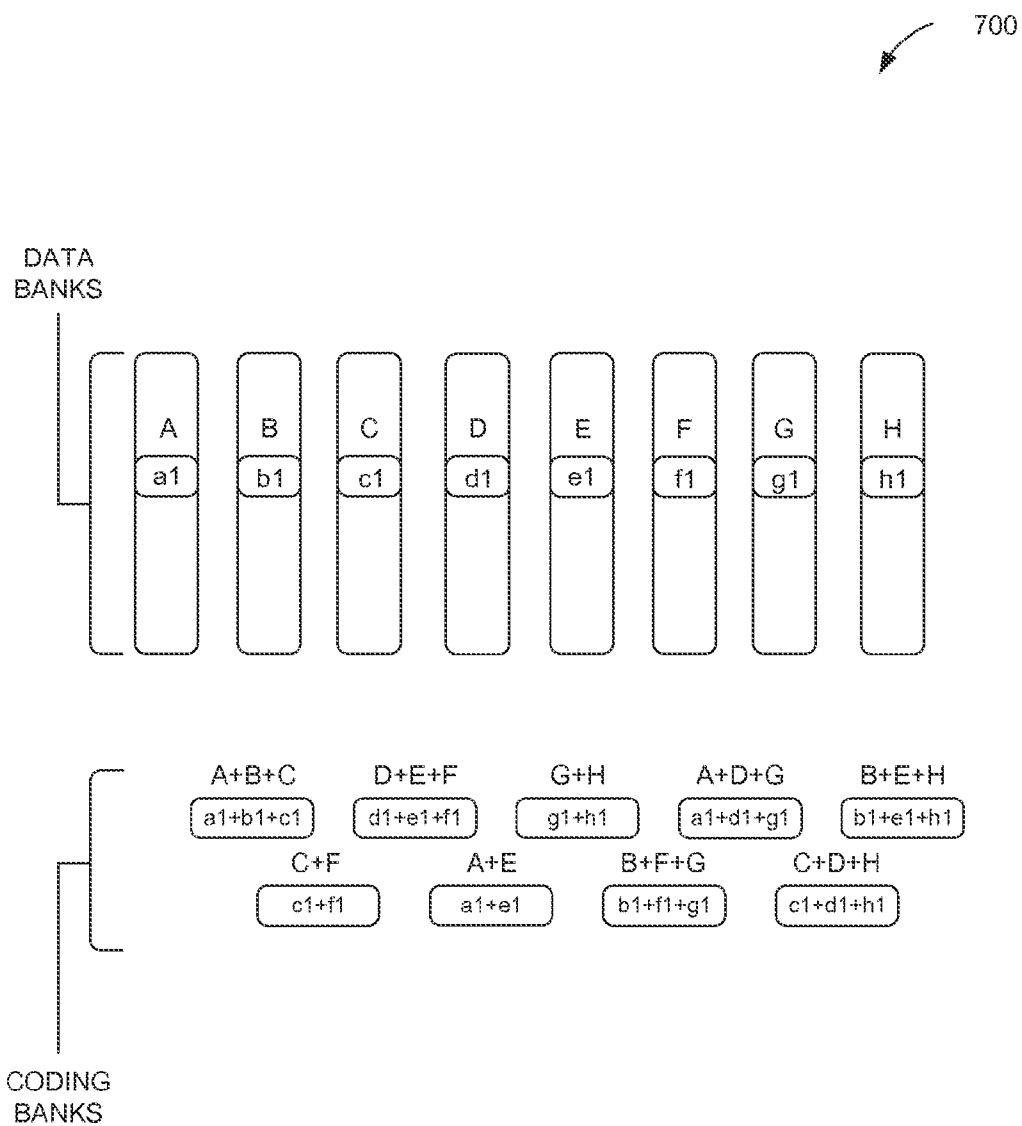 700
DATA
BANKS
A B C D E F G H
a1 b1 c1 d1 e1 f1 g1 h1
A+B+C D+E+F G+H A+D+G B+E+H
a1+b1+c1 d1+e1+f1 g1+h1 a1+d1+g1 b1+e1+h1
C+F A+E B+F+G C+D+H
c1+f1 a1+e1 b1+f1+g1 c1+d1+h1
CODING
BANKS